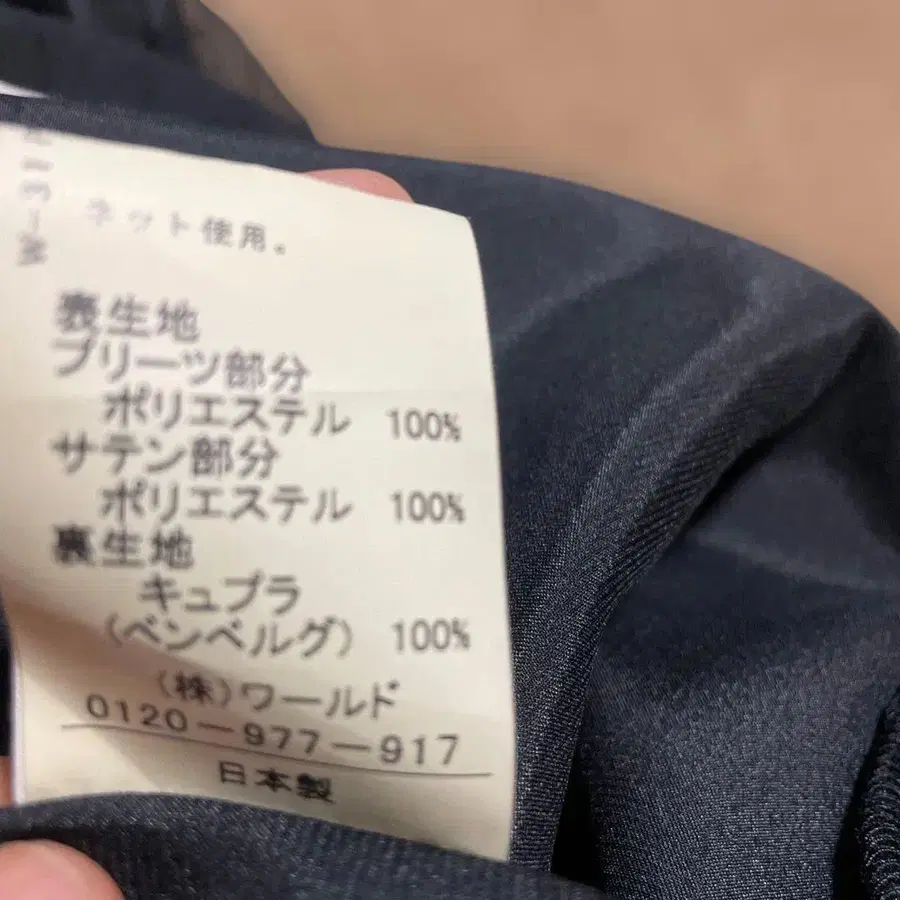 ネット使用。
表生地
プリーツ部分
ポリエステル 100%
サテン部分
ポリエステル 100%
裏生地
キュプラ
(ベンベルグ) 100%
(株)ワールド
0120-977-917
日本製